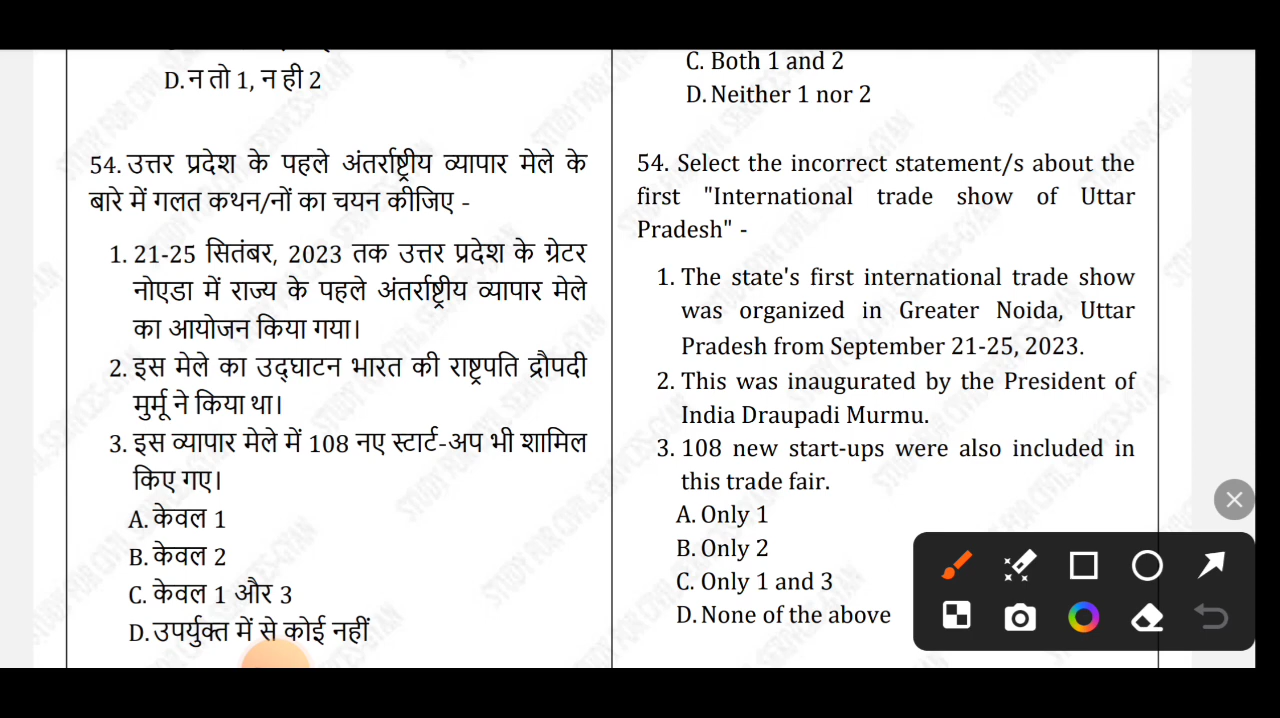 D. न तो 1, न ही 2
54. उत्तर प्रदेश के पहले अंतर्राष्ट्रीय व्यापार मेले के
बारे में गलत कथन/नों का चयन कीजिए -
1. 21-25 सितंबर, 2023 तक उत्तर प्रदेश के ग्रेटर
नोएडा में राज्य के पहले अंतर्राष्ट्रीय व्यापार मेले
का आयोजन किया गया।
2. इस मेले का उद्घाटन भारत की राष्ट्रपति द्रौपदी
मुर्मू ने किया था।
3. इस व्यापार मेले में 108 नए स्टार्ट-अप भी शामिल
किए गए।
A. केवल 1
B. केवल 2
C. केवल 1 और 3
D. उपर्युक्त में से कोई नहीं
C. Both 1 and 2
D. Neither 1 nor 2
54. Select the incorrect statement/s about the
first "International trade show of Uttar
Pradesh" -
1. The state's first international trade show
was organized in Greater Noida, Uttar
Pradesh from September 21-25, 2023.
2. This was inaugurated by the President of
India Draupadi Murmu.
3. 108 new start-ups were also included in
this trade fair.
A. Only 1
B. Only 2
C. Only 1 and 3
D. None of the above